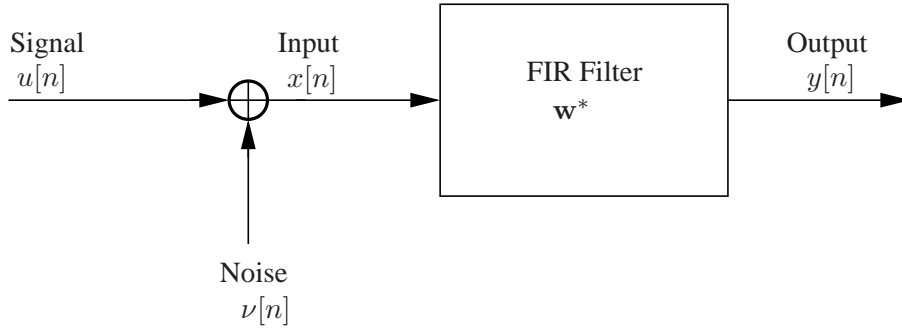 Signal
u[n]
Input
x[n]
FIR Filter
w*
Output
y[n]
Noise
ν[n]